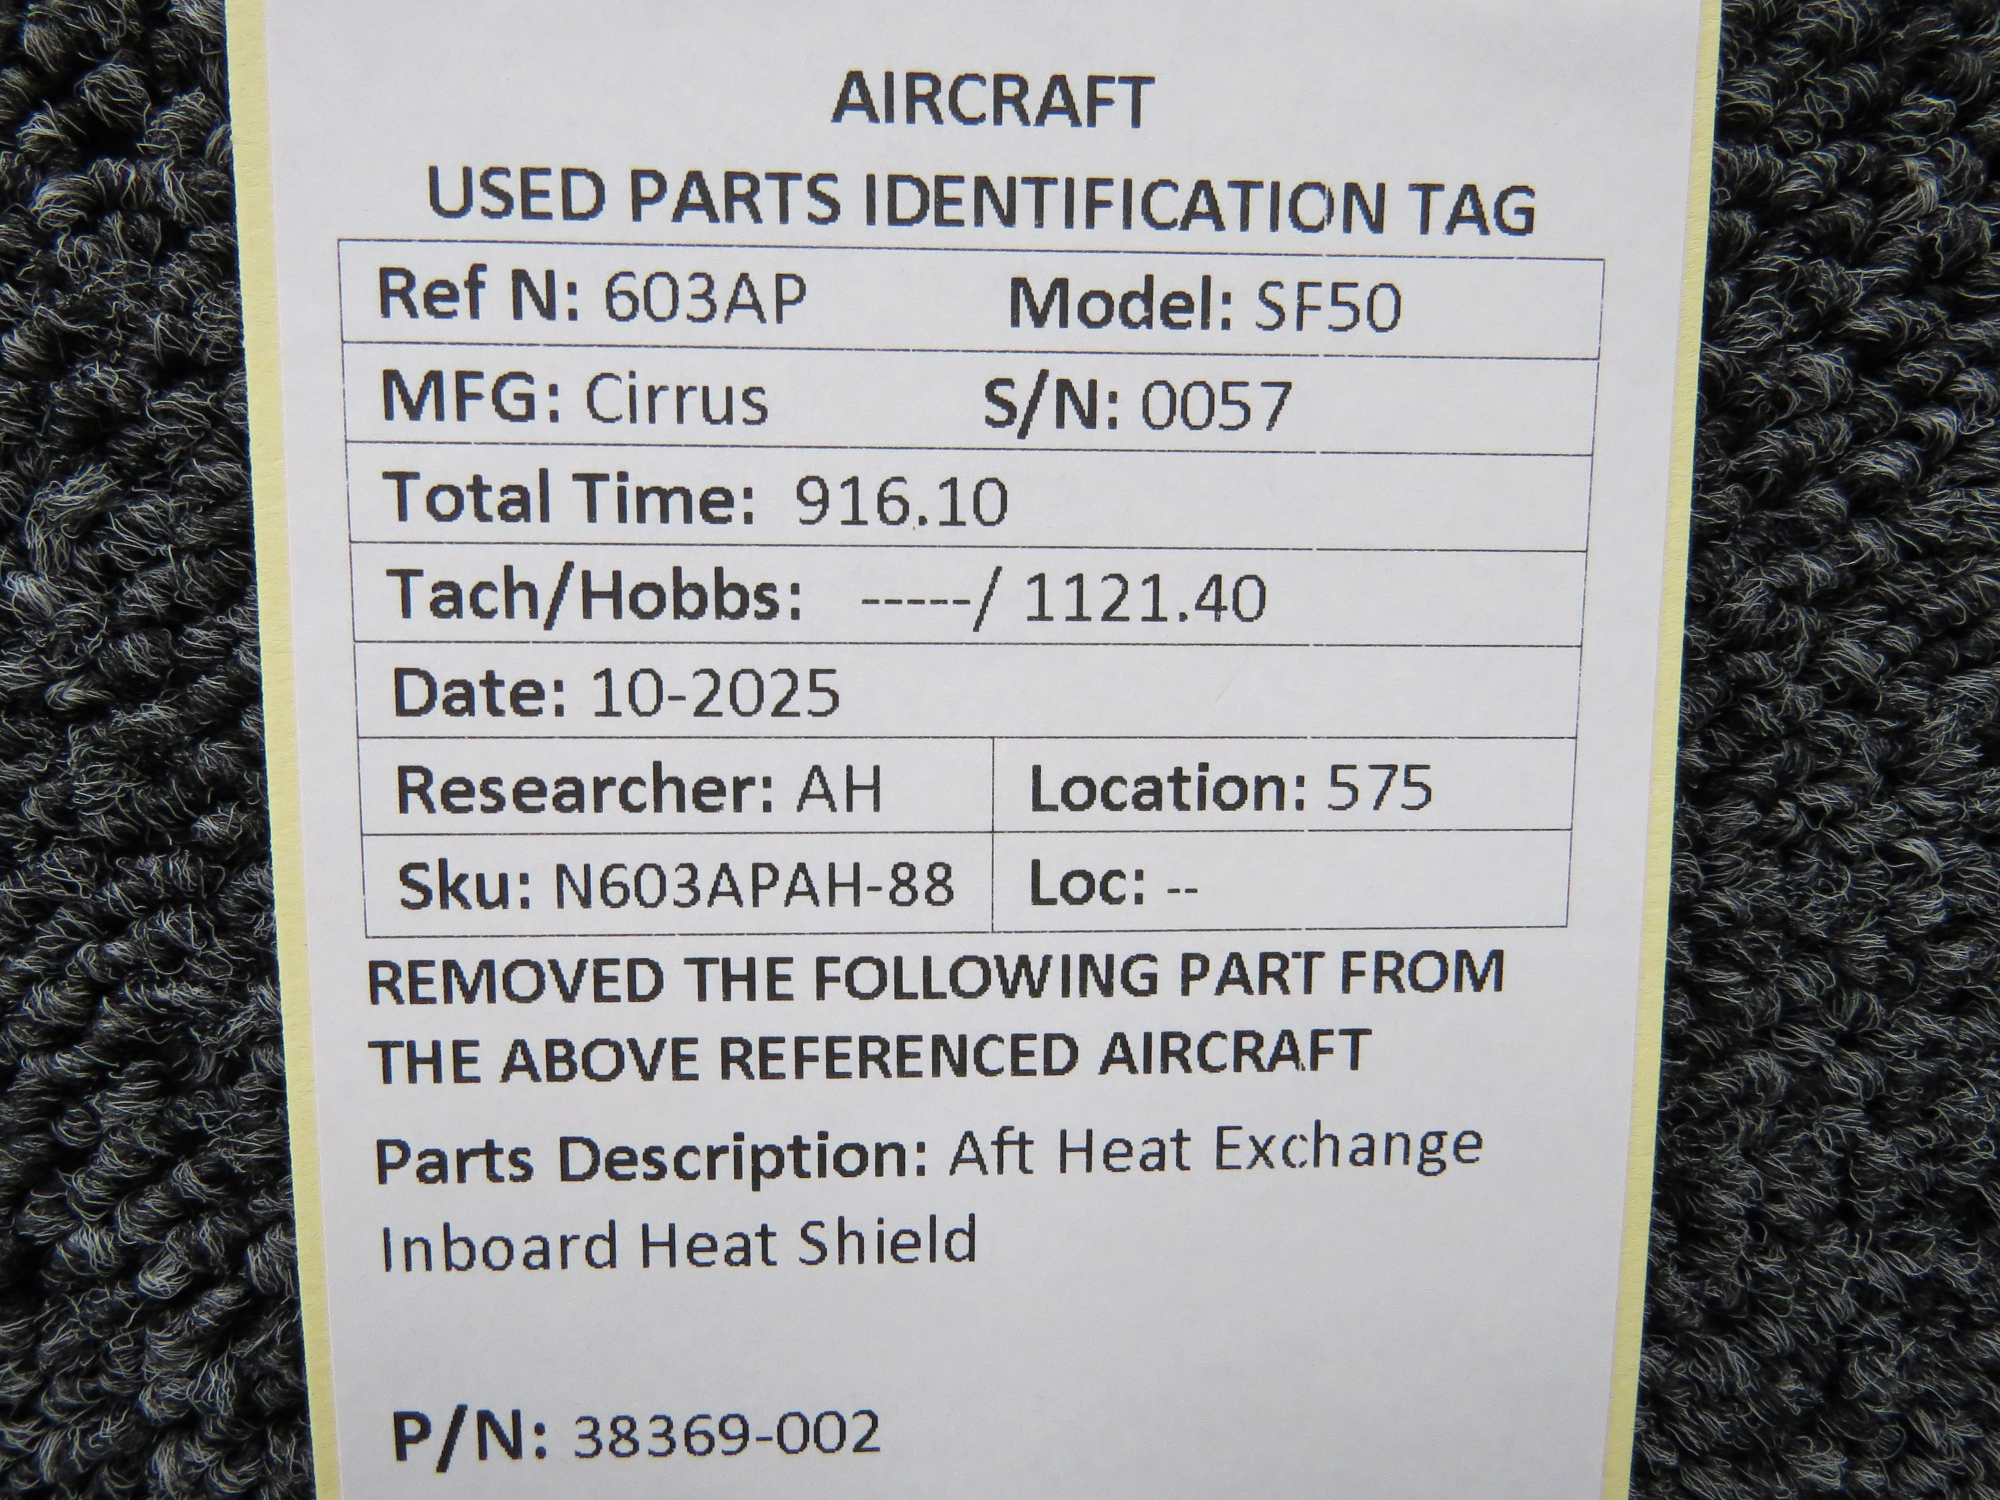 AIRCRAFT
USED PARTS IDENTIFICATION TAG
Ref N: 603AP Model: SF50
MFG: Cirrus S/N: 0057
Total Time: 916.10
Tach/Hobbs: -----/ 1121.40
Date: 10-2025
Researcher: AH Location: 575
Sku: N603APAH-88 Loc: --
REMOVED THE FOLLOWING PART FROM
THE ABOVE REFERENCED AIRCRAFT
Parts Description: Aft Heat Exchange
Inboard Heat Shield
P/N: 38369-002